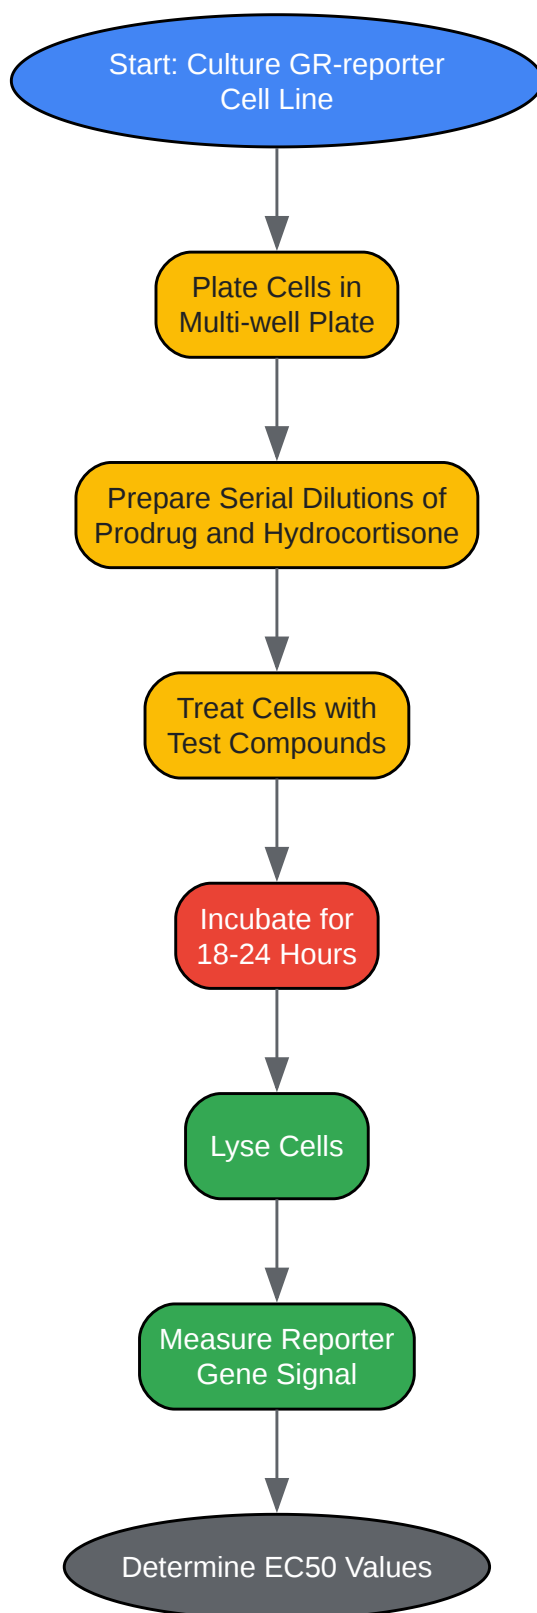 Start: Culture GR-reporter
Cell Line
Plate Cells in
Multi-well Plate
Prepare Serial Dilutions of
Prodrug and Hydrocortisone
Treat Cells with
Test Compounds
Incubate for
18-24 Hours
Lyse Cells
Measure Reporter
Gene Signal
Determine EC50 Values